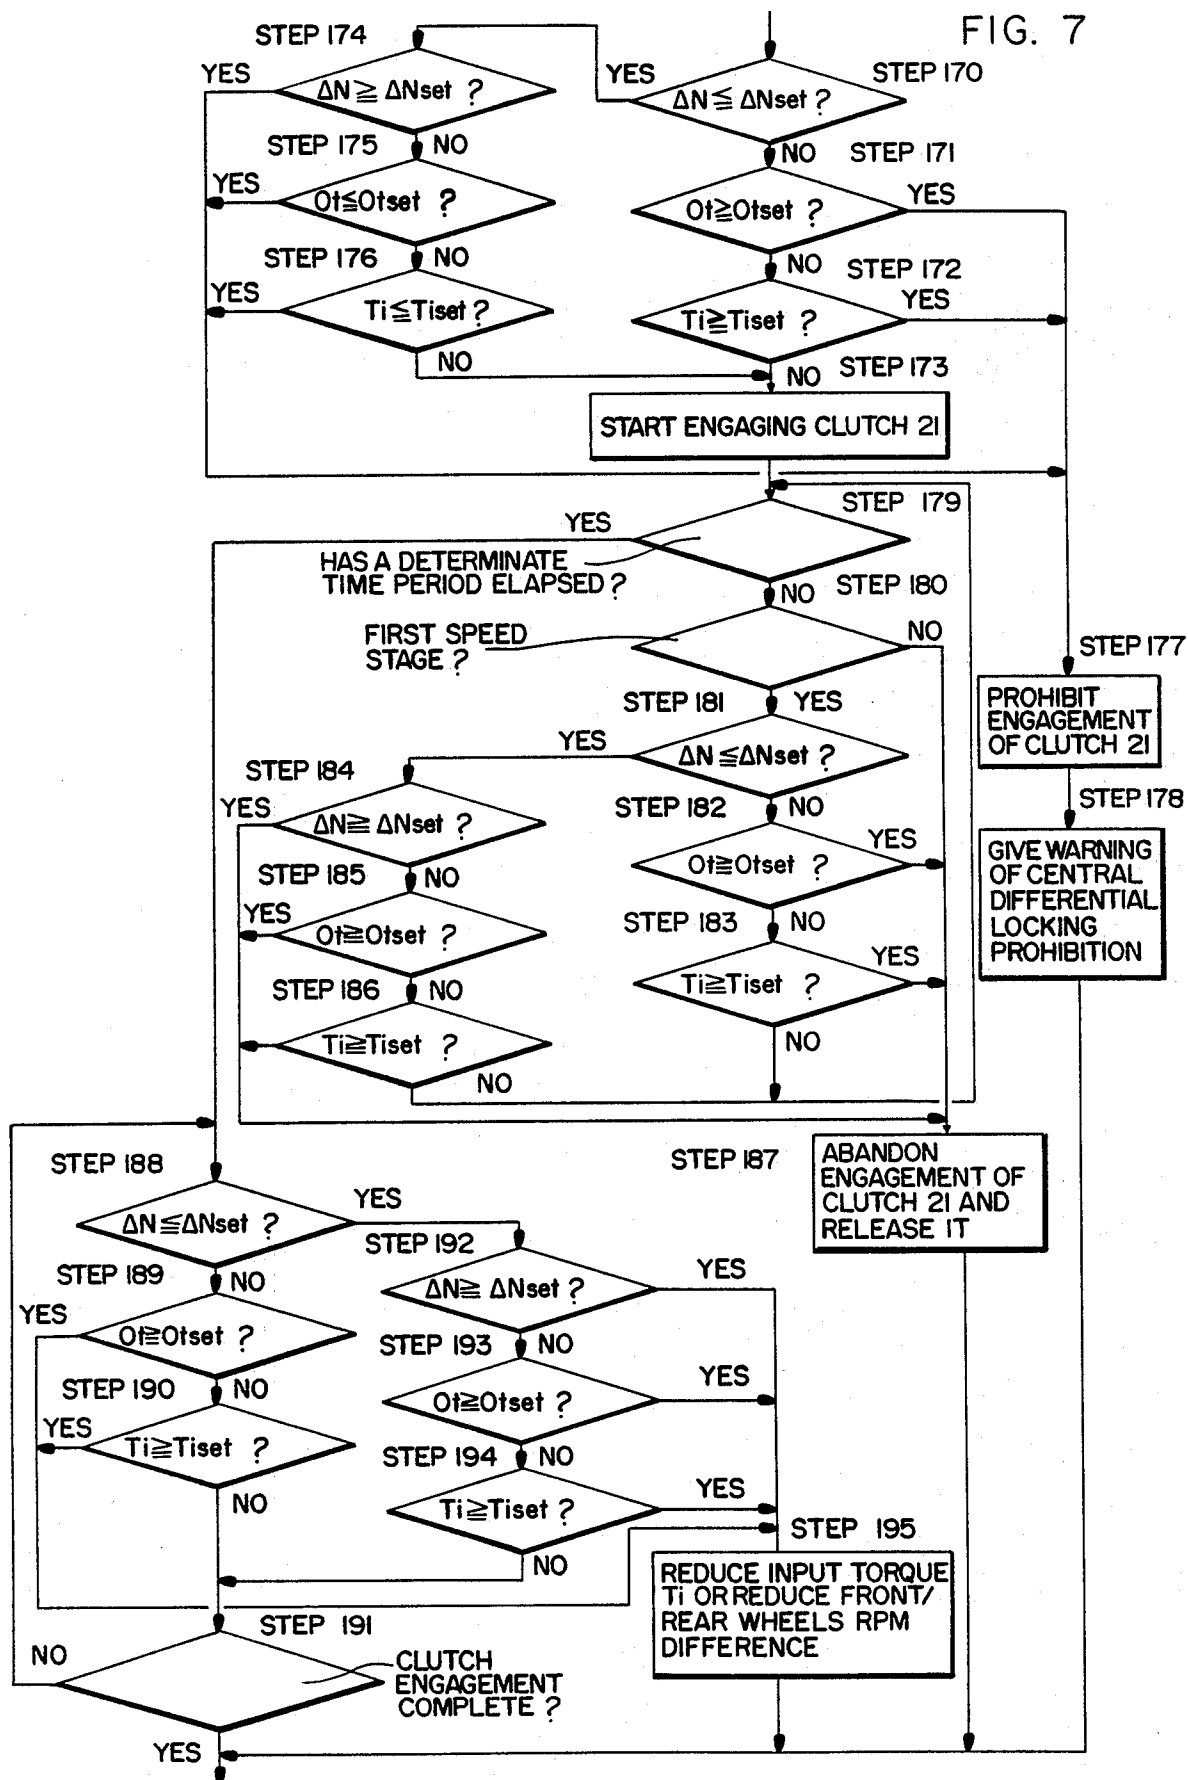 FIG. 7
STEP 174
YES
ΔN ≧ ΔNset ?
YES
ΔN ≦ ΔNset ?
STEP 170
STEP 175
NO
NO
STEP 171
YES
Ot≦Otset ?
Ot≧Otset ?
YES
STEP 176
NO
NO
STEP 172
YES
Ti≦Tiset ?
Ti≧Tiset ?
YES
NO
NO
STEP 173
START ENGAGING CLUTCH 21
STEP 179
YES
HAS A DETERMINATE
TIME PERIOD ELAPSED ?
NO
STEP 180
FIRST SPEED
STAGE ?
NO
STEP 177
PROHIBIT
ENGAGEMENT
OF CLUTCH 21
STEP 181
YES
YES
ΔN ≦ΔNset ?
STEP 184
STEP 178
YES
ΔN≧ ΔNset ?
STEP 182
NO
GIVE WARNING
OF CENTRAL
DIFFERENTIAL
LOCKING
PROHIBITION
STEP 185
NO
Ot≧Otset ?
YES
YES
Ot≧Otset ?
STEP 183
NO
STEP 186
NO
Ti≧Tiset ?
YES
Ti≧Tiset ?
NO
NO
STEP 187
ABANDON
ENGAGEMENT OF
CLUTCH 21 AND
RELEASE IT
STEP 188
ΔN≦ΔNset ?
YES
STEP 192
STEP 189
NO
ΔN≧ ΔNset ?
YES
YES
Ot≧Otset ?
STEP 193
NO
STEP 190
NO
Ot≧Otset ?
YES
YES
Ti≧Tiset ?
STEP 194
NO
NO
Ti≧Tiset ?
YES
NO
STEP 195
REDUCE INPUT TORQUE
Ti OR REDUCE FRONT/
REAR WHEELS RPM
DIFFERENCE
STEP 191
NO
CLUTCH
ENGAGEMENT
COMPLETE ?
YES